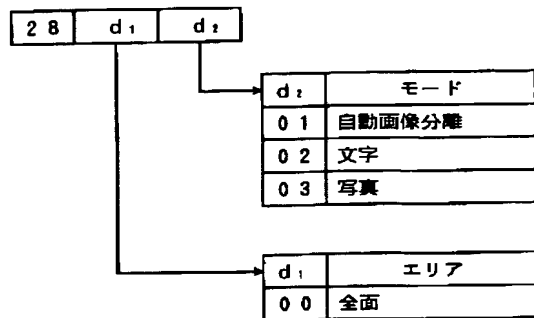 28 d₁ d₂
d₂ モード
01 自動画像分離
02 文字
03 写真
d₁ エリア
00 全面